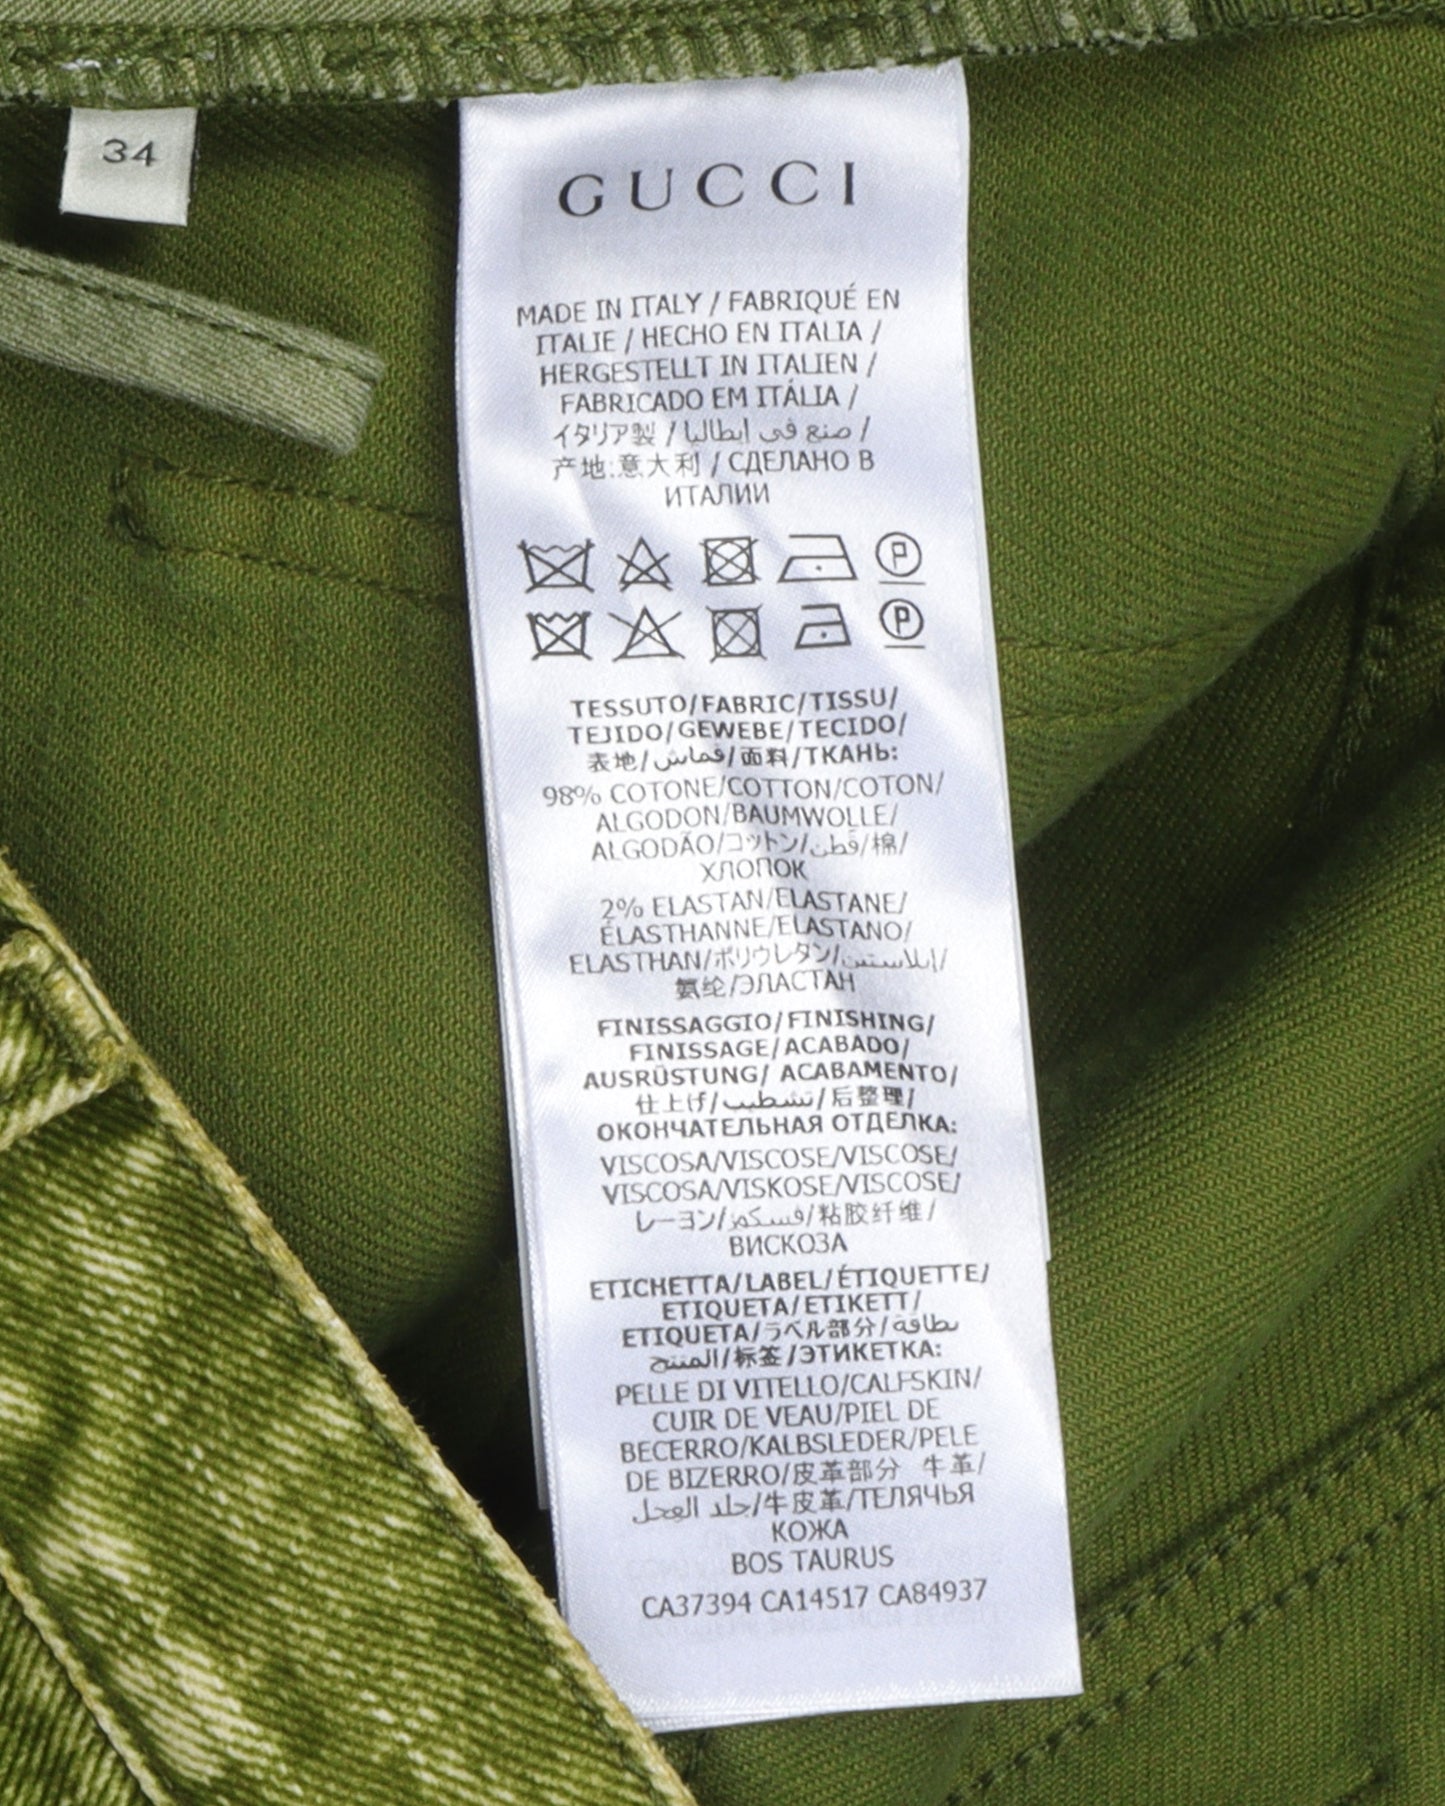 34
GUCCI
MADE IN ITALY / FABRIQUÉ EN
ITALIE / HECHO EN ITALIA /
HERGESTELLT IN ITALIEN /
FABRICADO EM ITÁLIA /
イタリア製 / صنع في إيطاليا /
产地:意大利 / СДЕЛАНО В
ИТАЛИИ
P
P
TESSUTO/FABRIC/TISSU/
TEJIDO/GEWEBE/TECIDO/
表地/قماش/面料/ТКАНЬ:
98% COTONE/COTTON/COTON/
ALGODON/BAUMWOLLE/
ALGODÃO/コットン/قطن/棉/
ХЛОПОК
2% ELASTAN/ELASTANE/
ÉLASTHANNE/ELASTANO/
ELASTHAN/ポリウレタン/إيلاستين/
氨纶/ЭЛАСТАН
FINISSAGGIO/FINISHING/
FINISSAGE/ACABADO/
AUSRÜSTUNG/ ACABAMENTO/
仕上げ/تشطيب/后整理/
ОКОНЧАТЕЛЬНАЯ ОТДЕЛКА:
VISCOSA/VISCOSE/VISCOSE/
VISCOSA/VISKOSE/VISCOSE/
レーヨン/فسكوز/粘胶纤维/
ВИСКОЗА
ETICHETTA/LABEL/ÉTIQUETTE/
ETIQUETA/ETIKETT/
ETIQUETA/ラベル部分/بطاقة
المنتج/标签/ЭТИКЕТКА:
PELLE DI VITELLO/CALFSKIN/
CUIR DE VEAU/PIEL DE
BECERRO/KALBSLEDER/PELE
DE BIZERRO/皮革部分 牛革/
جلد العجل/牛皮革/ТЕЛЯЧЬЯ
КОЖА
BOS TAURUS
CA37394 CA14517 CA84937